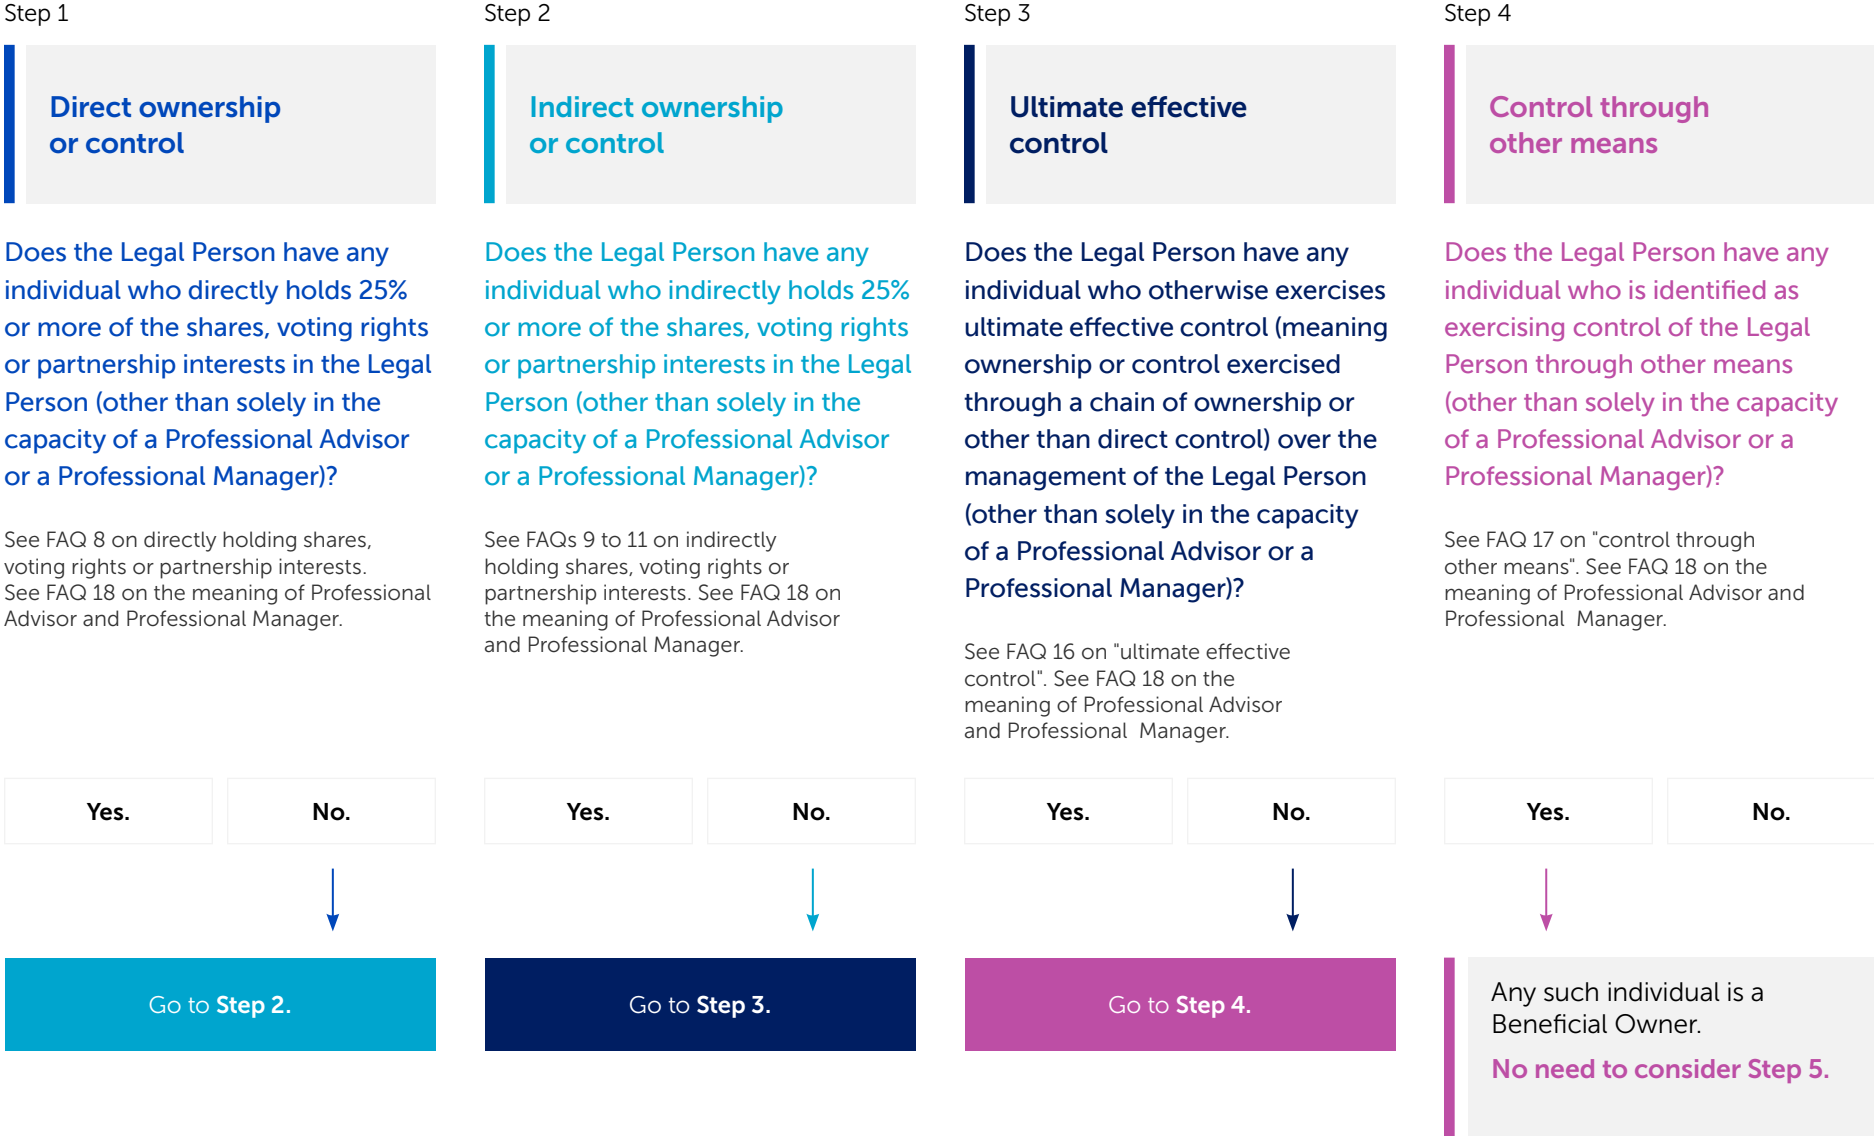 Step 1
Direct ownership
or control
Does the Legal Person have any
individual who directly holds 25%
or more of the shares, voting rights
or partnership interests in the Legal
Person (other than solely in the
capacity of a Professional Advisor
or a Professional Manager)?
See FAQ 8 on directly holding shares,
voting rights or partnership interests.
See FAQ 18 on the meaning of Professional
Advisor and Professional Manager.
Yes.
No.
Go to Step 2.
Step 2
Indirect ownership
or control
Does the Legal Person have any
individual who indirectly holds 25%
or more of the shares, voting rights
or partnership interests in the Legal
Person (other than solely in the
capacity of a Professional Advisor
or a Professional Manager)?
See FAQs 9 to 11 on indirectly
holding shares, voting rights or
partnership interests. See FAQ 18 on
the meaning of Professional Advisor
and Professional Manager.
Yes.
No.
Go to Step 3.
Step 3
Ultimate effective
control
Does the Legal Person have any
individual who otherwise exercises
ultimate effective control (meaning
ownership or control exercised
through a chain of ownership or
other than direct control) over the
management of the Legal Person
(other than solely in the capacity
of a Professional Advisor or a
Professional Manager)?
See FAQ 16 on "ultimate effective
control". See FAQ 18 on the
meaning of Professional Advisor
and Professional Manager.
Yes.
No.
Go to Step 4.
Step 4
Control through
other means
Does the Legal Person have any
individual who is identified as
exercising control of the Legal
Person through other means
(other than solely in the capacity
of a Professional Advisor or a
Professional Manager)?
See FAQ 17 on "control through
other means". See FAQ 18 on the
meaning of Professional Advisor and
Professional Manager.
Yes.
No.
Any such individual is a
Beneficial Owner.
No need to consider Step 5.